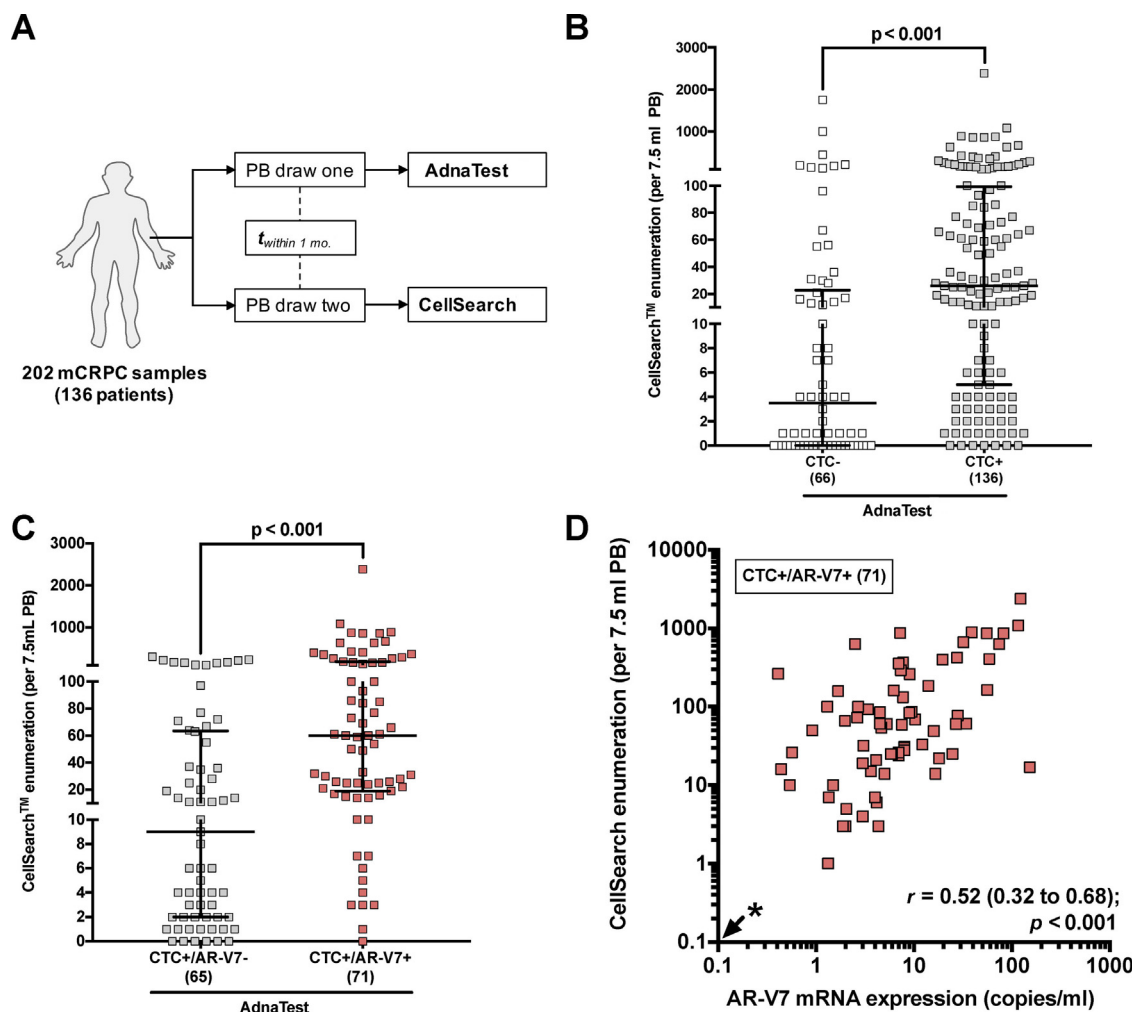 A
PB draw one
AdnaTest
t within 1 mo.
PB draw two
CellSearch
202 mCRPC samples
(136 patients)
B
p < 0.001
CellSearch™ enumeration (per 7.5 ml PB)
3000
2000
1000
100
80
60
40
20
10
8
6
4
2
0
CTC-
(66)
CTC+
(136)
AdnaTest
C
p < 0.001
CellSearch™ enumeration (per 7.5mL PB)
3000
2000
1000
100
80
60
40
20
10
8
6
4
2
0
CTC+/AR-V7-
(65)
CTC+/AR-V7+
(71)
AdnaTest
D
CellSearch enumeration (per 7.5 ml PB)
10000
1000
100
10
1
0.1
CTC+/AR-V7+ (71)
r = 0.52 (0.32 to 0.68);
p < 0.001
*
0.1 1 10 100 1000
AR-V7 mRNA expression (copies/ml)